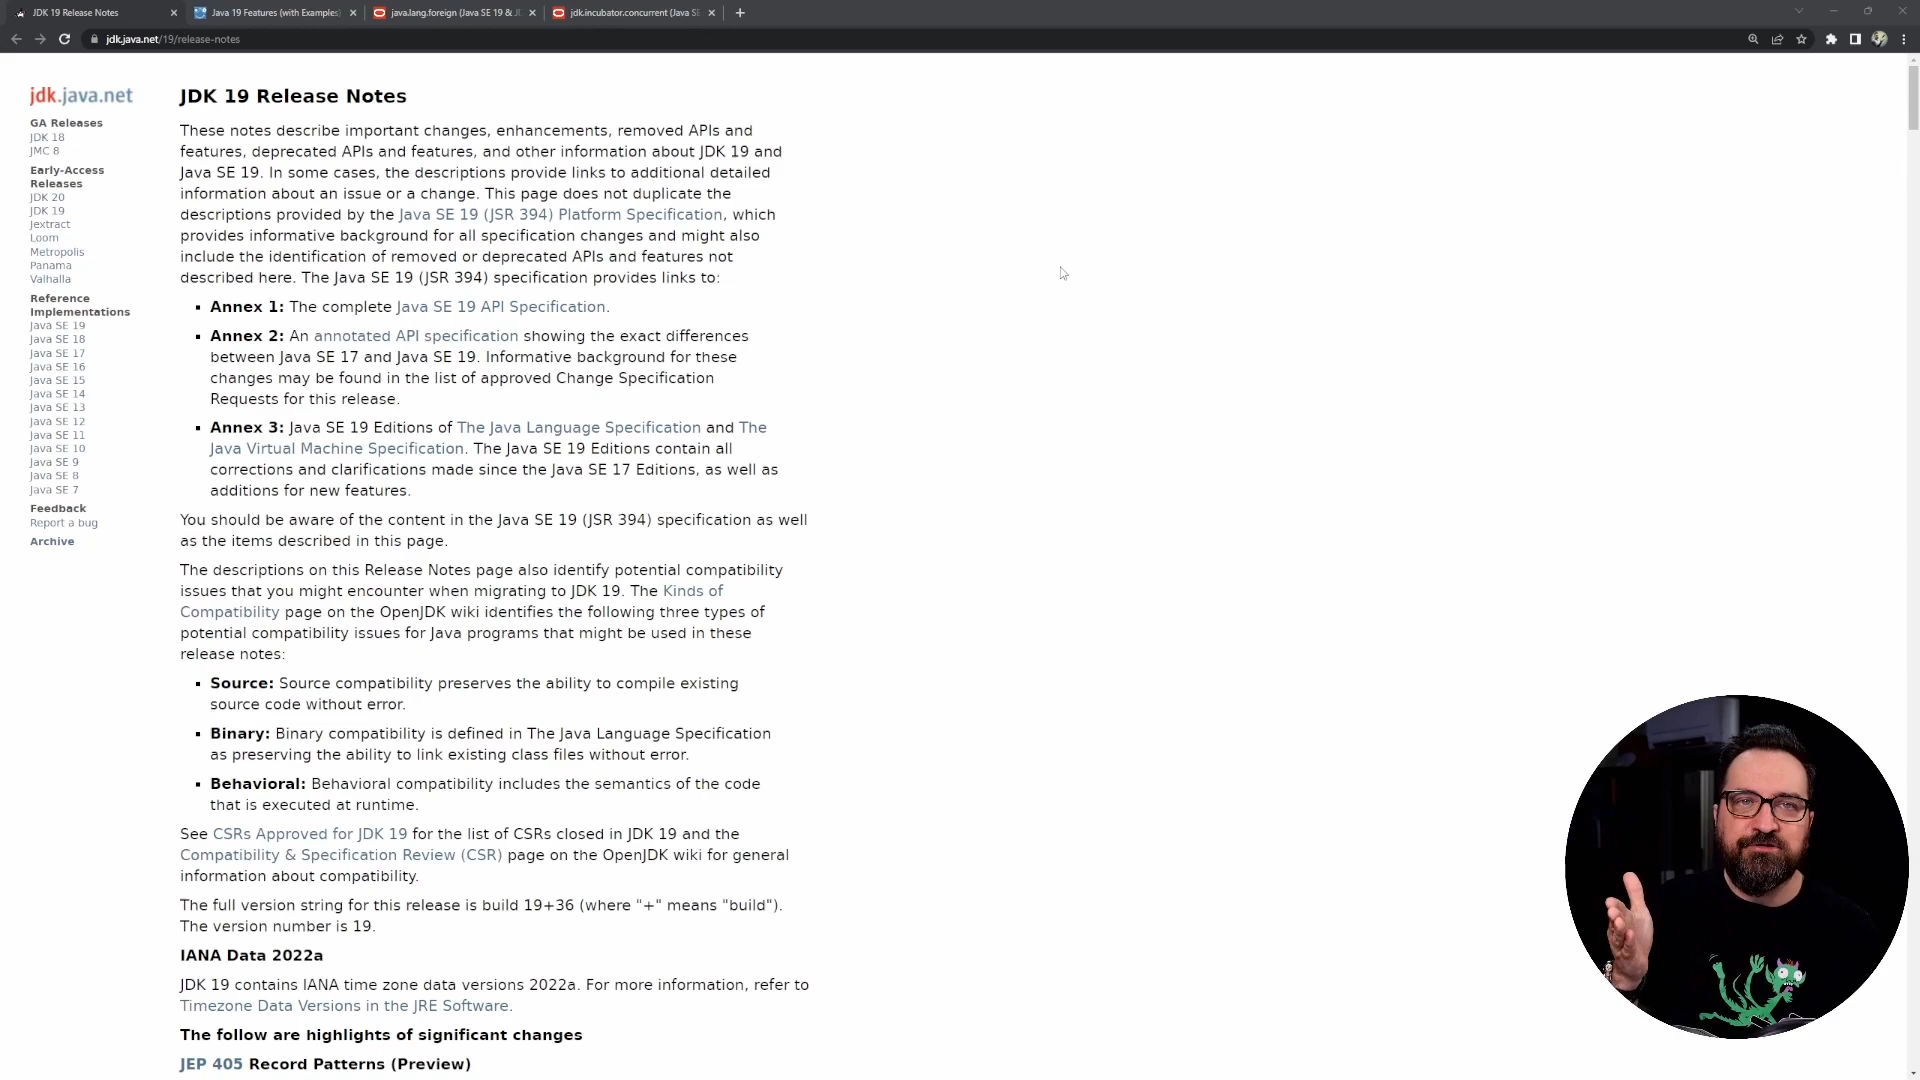 JDK 19 Release Notes
Java 19 Features (with Examples)
java.lang.foreign (Java SE 19 & J
jdk.incubator.concurrent (Java SE
jdk.java.net/19/release-notes
jdk.java.net
GA Releases
JDK 18
JMC 8
Early-Access
Releases
JDK 20
JDK 19
Jextract
Loom
Metropolis
Panama
Valhalla
Reference
Implementations
Java SE 19
Java SE 18
Java SE 17
Java SE 16
Java SE 15
Java SE 14
Java SE 13
Java SE 12
Java SE 11
Java SE 10
Java SE 9
Java SE 8
Java SE 7
Feedback
Report a bug
Archive
JDK 19 Release Notes
These notes describe important changes, enhancements, removed APIs and
features, deprecated APIs and features, and other information about JDK 19 and
Java SE 19. In some cases, the descriptions provide links to additional detailed
information about an issue or a change. This page does not duplicate the
descriptions provided by the Java SE 19 (JSR 394) Platform Specification, which
provides informative background for all specification changes and might also
include the identification of removed or deprecated APIs and features not
described here. The Java SE 19 (JSR 394) specification provides links to:
▪ Annex 1: The complete Java SE 19 API Specification.
▪ Annex 2: An annotated API specification showing the exact differences
between Java SE 17 and Java SE 19. Informative background for these
changes may be found in the list of approved Change Specification
Requests for this release.
▪ Annex 3: Java SE 19 Editions of The Java Language Specification and The
Java Virtual Machine Specification. The Java SE 19 Editions contain all
corrections and clarifications made since the Java SE 17 Editions, as well as
additions for new features.
You should be aware of the content in the Java SE 19 (JSR 394) specification as well
as the items described in this page.
The descriptions on this Release Notes page also identify potential compatibility
issues that you might encounter when migrating to JDK 19. The Kinds of
Compatibility page on the OpenJDK wiki identifies the following three types of
potential compatibility issues for Java programs that might be used in these
release notes:
▪ Source: Source compatibility preserves the ability to compile existing
source code without error.
▪ Binary: Binary compatibility is defined in The Java Language Specification
as preserving the ability to link existing class files without error.
▪ Behavioral: Behavioral compatibility includes the semantics of the code
that is executed at runtime.
See CSRs Approved for JDK 19 for the list of CSRs closed in JDK 19 and the
Compatibility & Specification Review (CSR) page on the OpenJDK wiki for general
information about compatibility.
The full version string for this release is build 19+36 (where "+" means "build").
The version number is 19.
IANA Data 2022a
JDK 19 contains IANA time zone data versions 2022a. For more information, refer to
Timezone Data Versions in the JRE Software.
The follow are highlights of significant changes
JEP 405 Record Patterns (Preview)